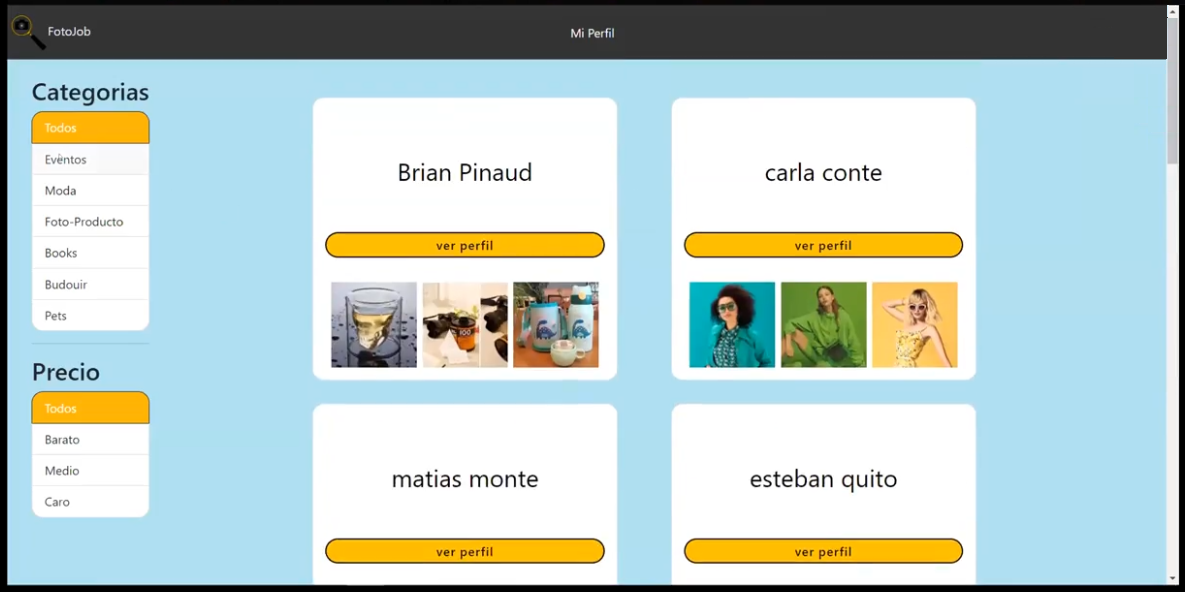 FotoJob
Mi Perfil
Categorias
Todos
Eventos
Moda
Foto-Producto
Books
Budouir
Pets
Precio
Todos
Barato
Medio
Caro
Brian Pinaud
ver perfil
carla conte
ver perfil
matias monte
ver perfil
esteban quito
ver perfil